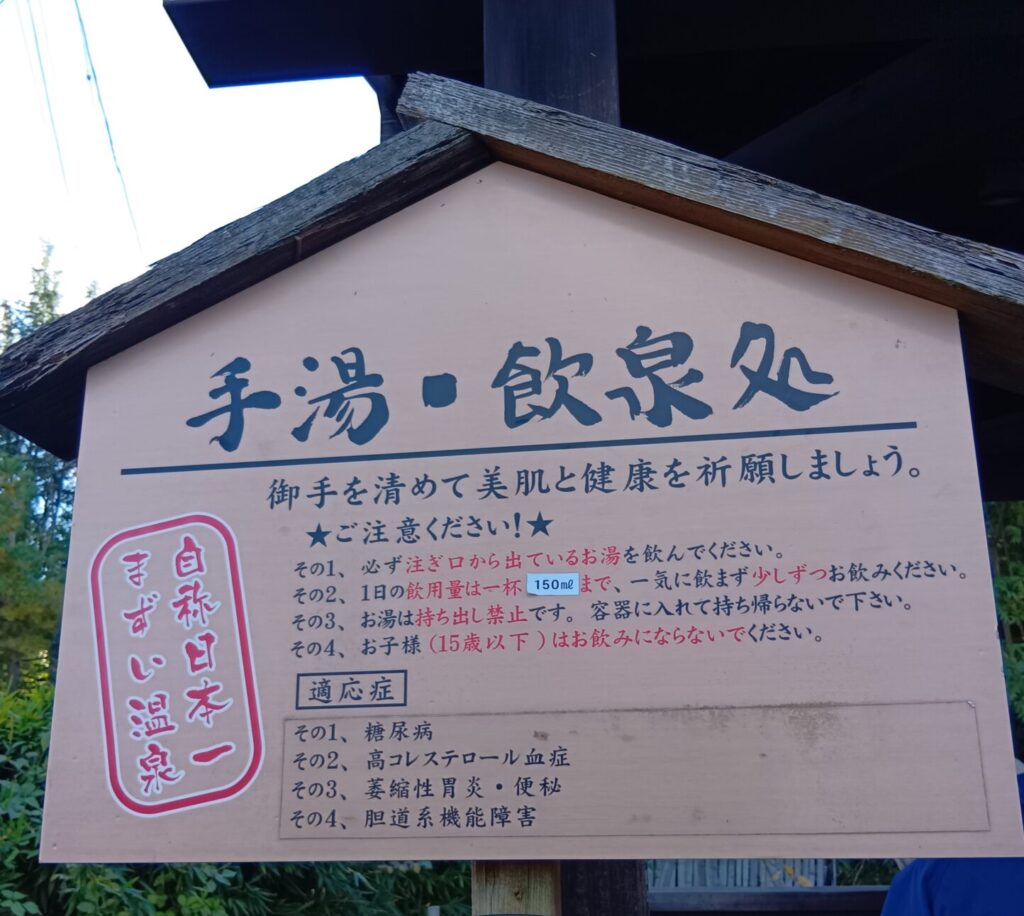 手湯・飲泉処
御手を清めて美肌と健康を祈願しましょう。
★ご注意ください!★
その1、必ず注ぎ口から出ているお湯を飲んでください。
その2、1日の飲用量は一杯150㎖まで、一気に飲まず少しずつお飲みください。
その3、お湯は持ち出し禁止です。容器に入れて持ち帰らないで下さい。
その4、お子様(15歳以下)はお飲みにならないでください。
適応症
その1、糖尿病
その2、高コレステロール血症
その3、萎縮性胃炎・便秘
その4、胆道系機能障害
自称日本一
まずい温泉